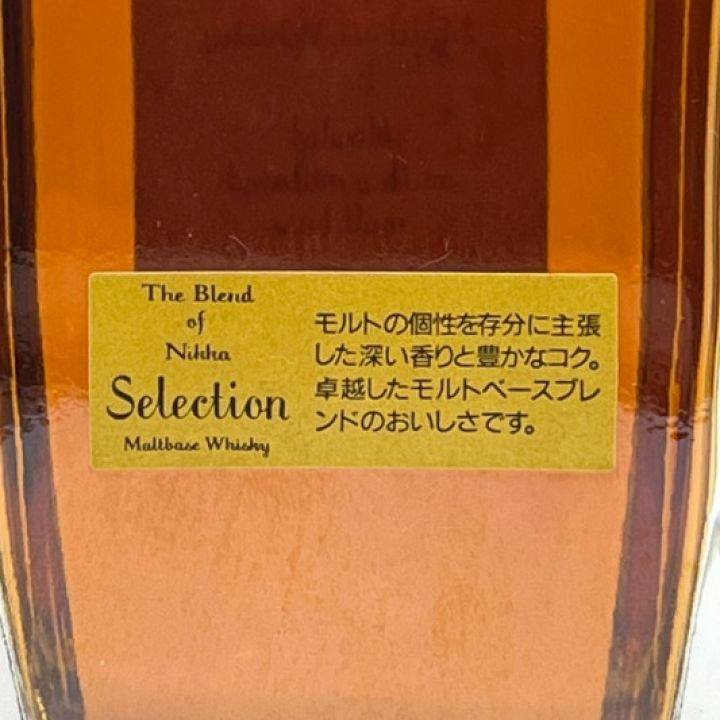 The Blend
of
Nikka
Selection
Maltbase Whisky
モルトの個性を存分に主張
した深い香りと豊かなコク。
卓越したモルトベースブレ
ンドのおいしさです。